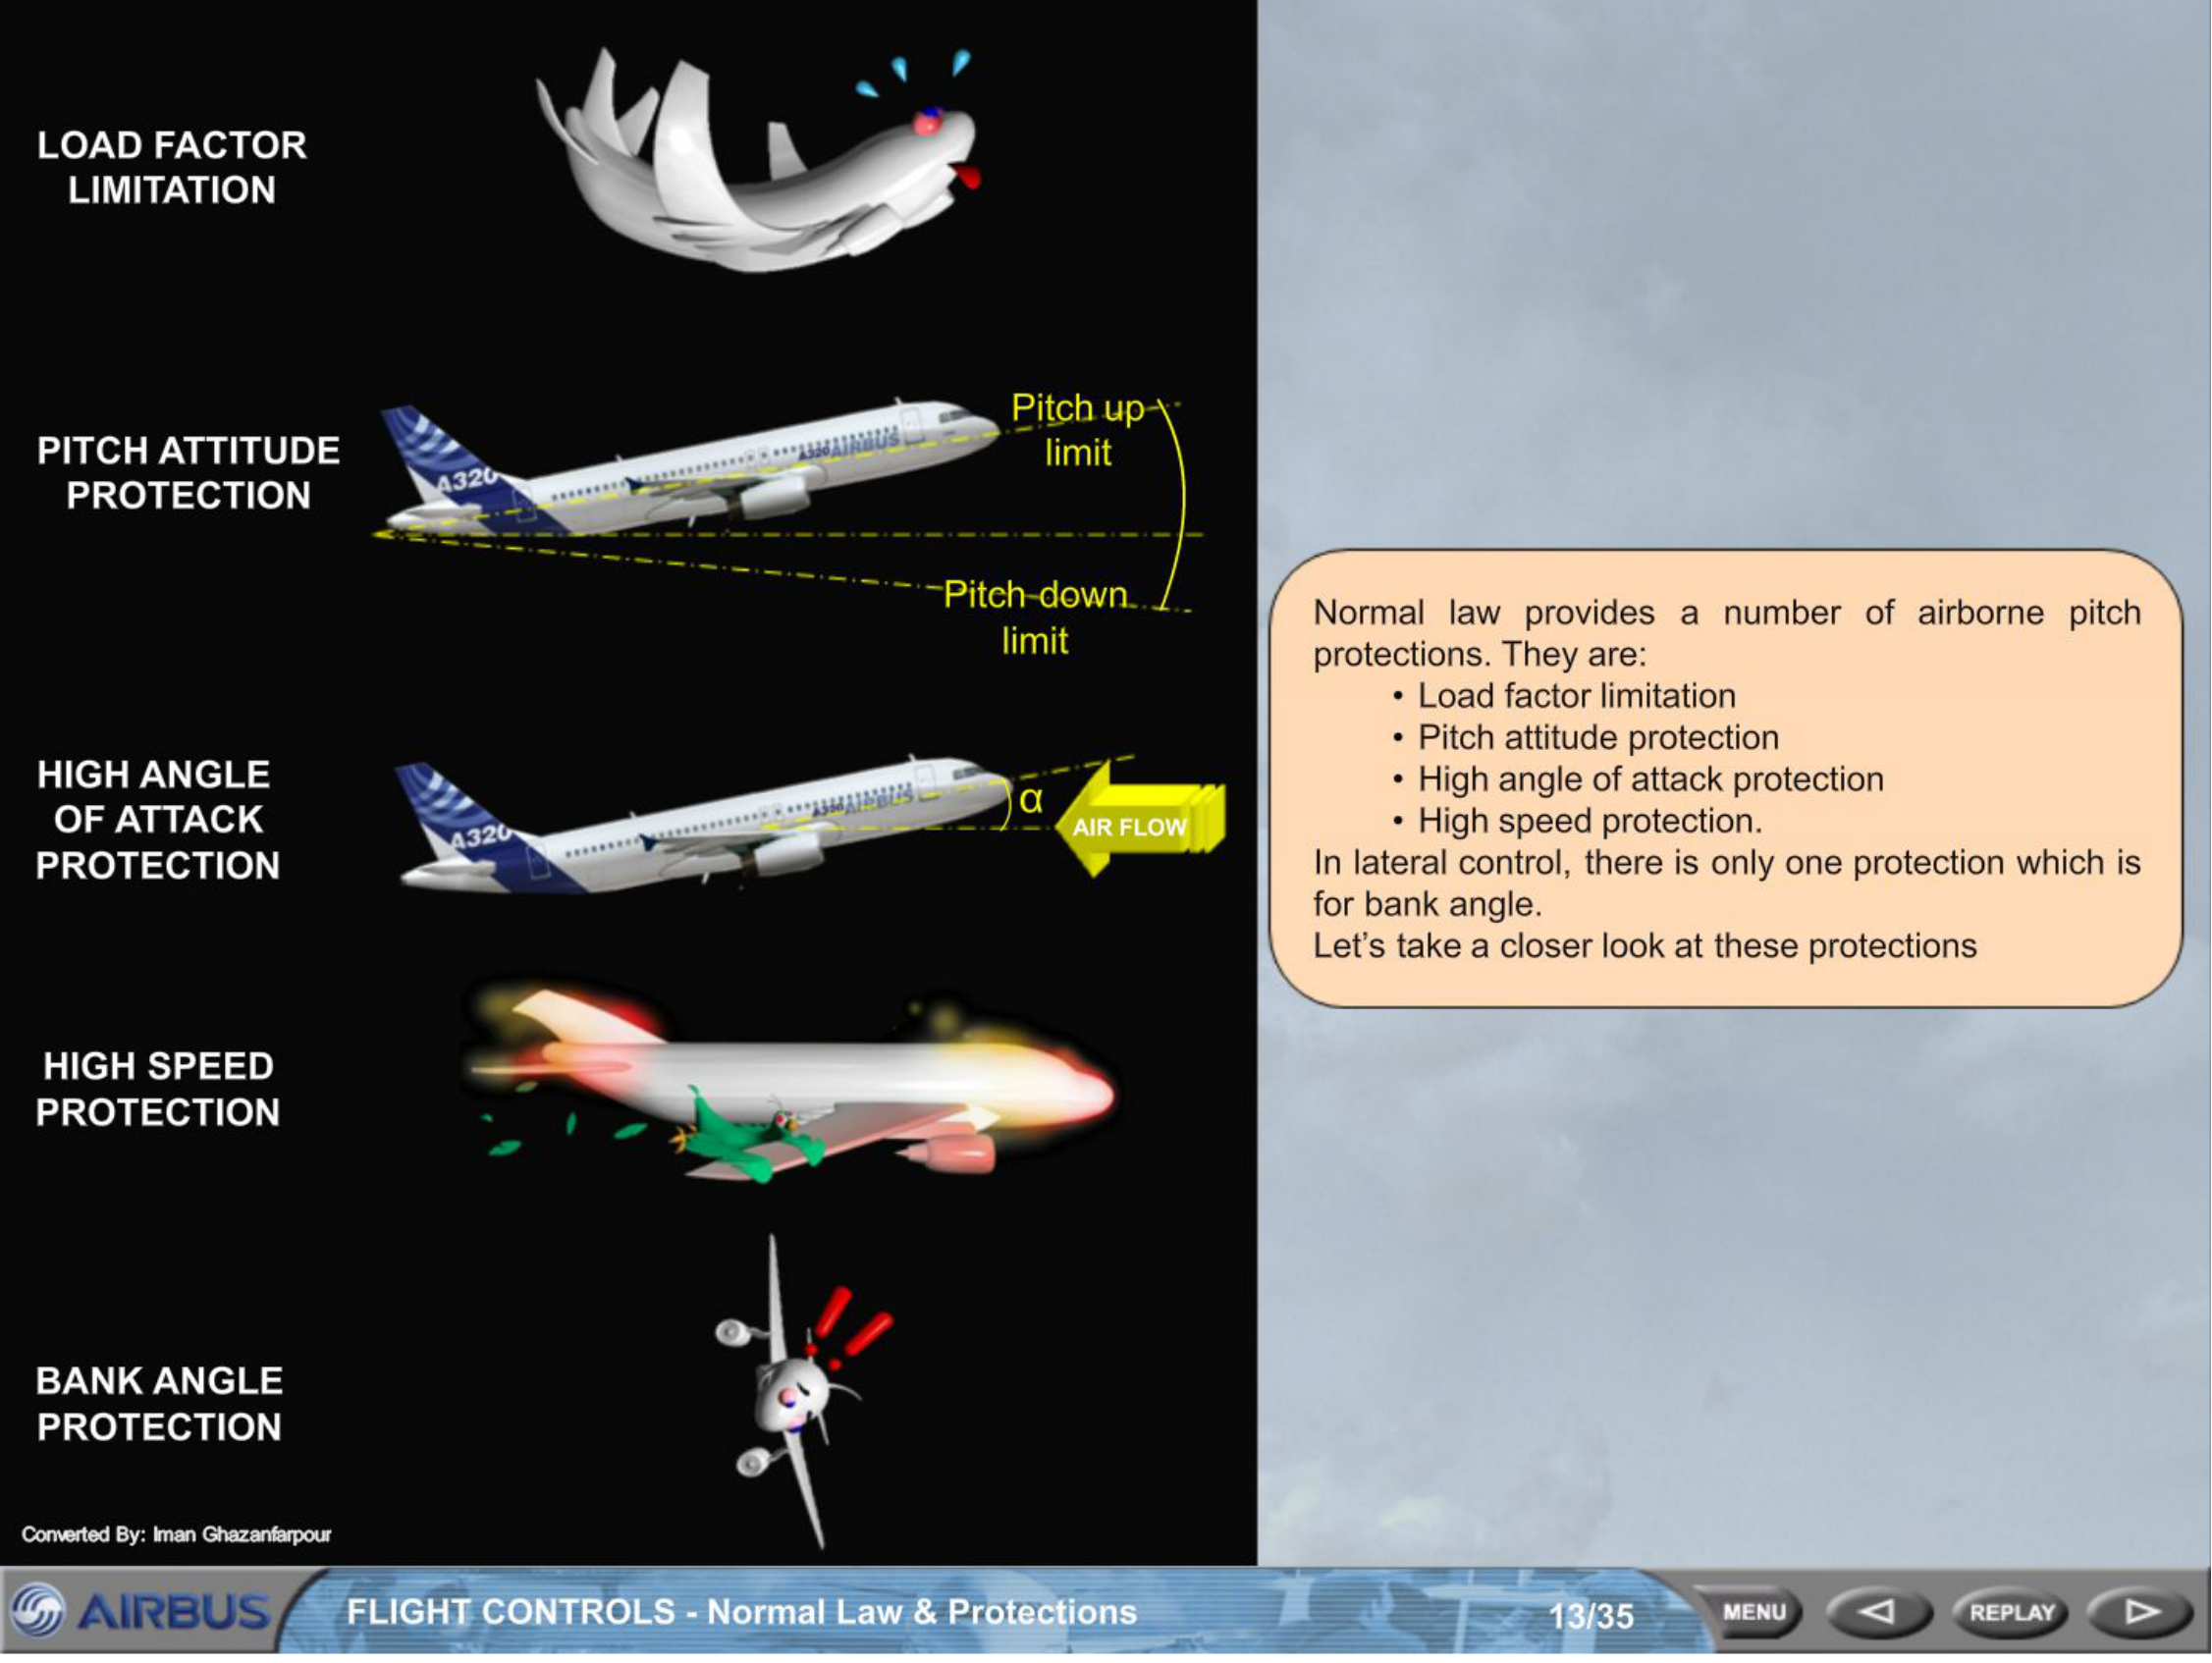 LOAD FACTOR
LIMITATION
Pitch up
limit
PITCH ATTITUDE
PROTECTION
A320
A320 AIRBUS
Pitch down
limit
HIGH ANGLE
OF ATTACK
PROTECTION
A320
A320 AIRBUS
α
AIR FLOW
HIGH SPEED
PROTECTION
BANK ANGLE
PROTECTION
Converted By: Iman Ghazanfarpour
Normal law provides a number of airborne pitch
protections. They are:
• Load factor limitation
• Pitch attitude protection
• High angle of attack protection
• High speed protection.
In lateral control, there is only one protection which is
for bank angle.
Let's take a closer look at these protections
AIRBUS
FLIGHT CONTROLS - Normal Law & Protections
13/35
MENU
REPLAY